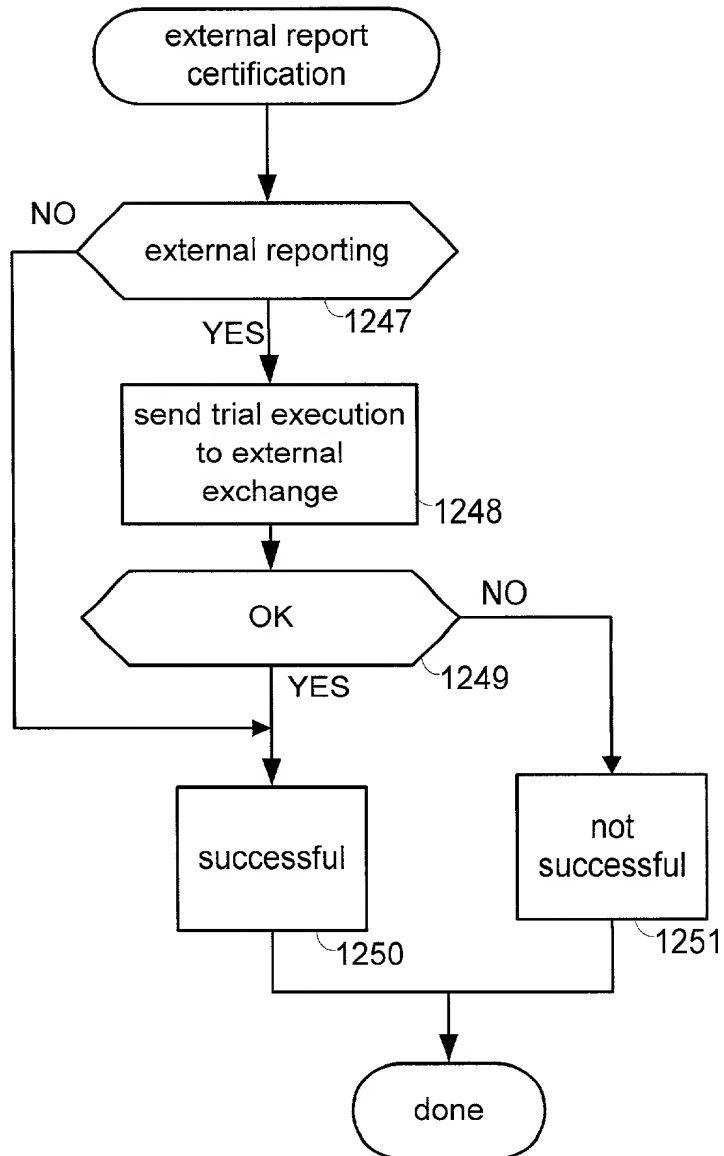 external report
certification
NO
external reporting
1247
YES
send trial execution
to external
exchange
1248
OK
NO
1249
YES
successful
1250
not
successful
1251
done